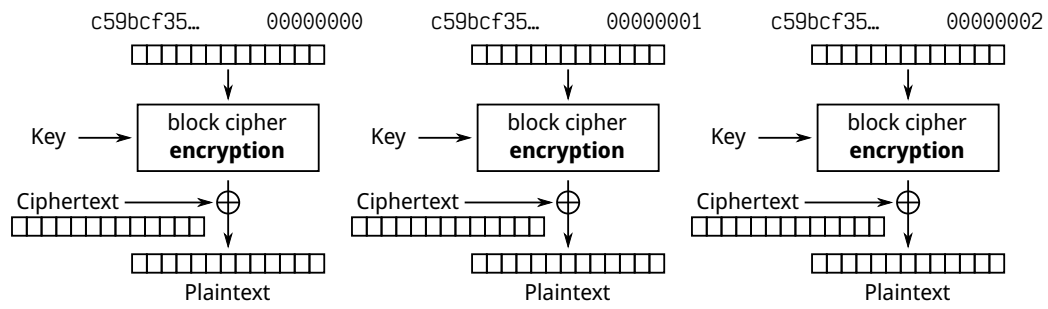 c59bcf35… 00000000 c59bcf35… 00000001 c59bcf35… 00000002
block cipher block cipher block cipher
Key encryption Key encryption Key encryption
Ciphertext Ciphertext Ciphertext
Plaintext Plaintext Plaintext